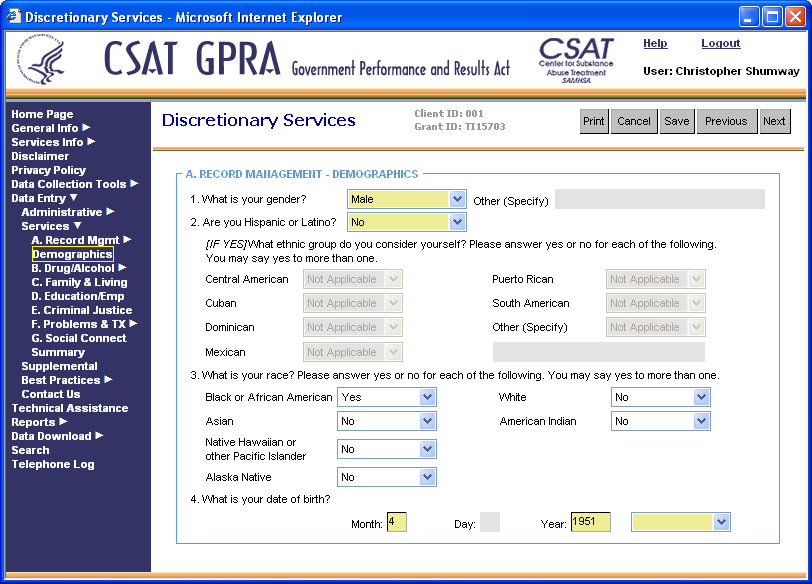 Discretionary Services - Microsoft Internet Explorer
CSAT GPRA Government Performance and Results Act
CSAT
Center for Substance
Abuse Treatment
SAMHSA
Help Logout
User: Christopher Shumway
Home Page
General Info
Services Info
Disclaimer
Privacy Policy
Data Collection Tools
Data Entry
Administrative
Services
A. Record Mgmt
Demographics
B. Drug/Alcohol
C. Family & Living
D. Education/Emp
E. Criminal Justice
F. Problems & TX
G. Social Connect
Summary
Supplemental
Best Practices
Contact Us
Technical Assistance
Reports
Data Download
Search
Telephone Log
Discretionary Services
Client ID: 001
Grant ID: TI15703
Print Cancel Save Previous Next
A. RECORD MANAGEMENT - DEMOGRAPHICS
1. What is your gender? Male Other (Specify)
2. Are you Hispanic or Latino? No
[IF YES]What ethnic group do you consider yourself? Please answer yes or no for each of the following.
You may say yes to more than one.
Central American Not Applicable Puerto Rican Not Applicable
Cuban Not Applicable South American Not Applicable
Dominican Not Applicable Other (Specify) Not Applicable
Mexican Not Applicable
3. What is your race? Please answer yes or no for each of the following. You may say yes to more than one.
Black or African American Yes White No
Asian No American Indian No
Native Hawaiian or
other Pacific Islander No
Alaska Native No
4. What is your date of birth?
Month: 4 Day: Year: 1951